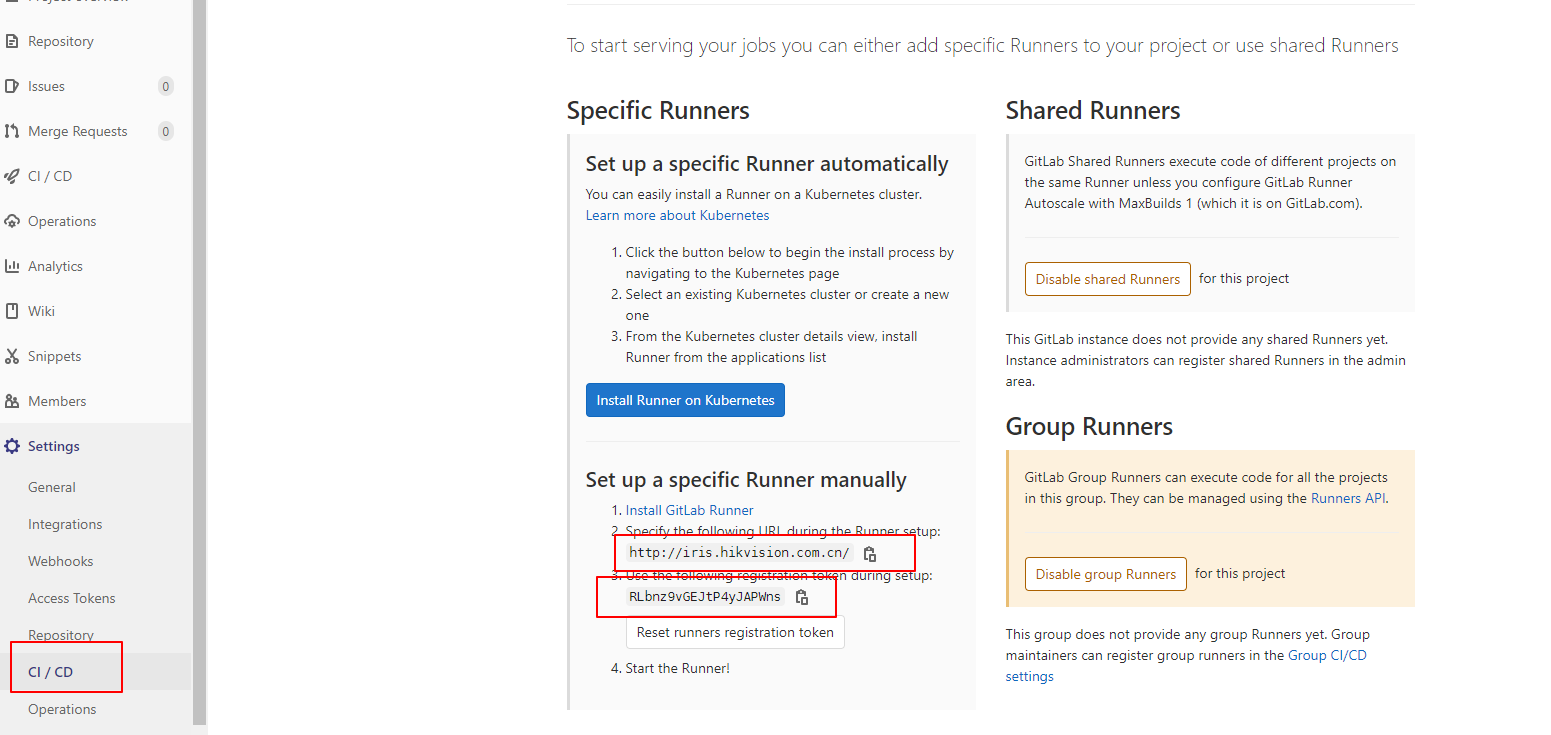 Project overview
Repository
Issues 0
Merge Requests 0
CI / CD
Operations
Analytics
Wiki
Snippets
Members
Settings
General
Integrations
Webhooks
Access Tokens
Repository
CI / CD
Operations
To start serving your jobs you can either add specific Runners to your project or use shared Runners
Specific Runners
Set up a specific Runner automatically
You can easily install a Runner on a Kubernetes cluster.
Learn more about Kubernetes
1. Click the button below to begin the install process by
navigating to the Kubernetes page
2. Select an existing Kubernetes cluster or create a new
one
3. From the Kubernetes cluster details view, install
Runner from the applications list
Install Runner on Kubernetes
Set up a specific Runner manually
1. Install GitLab Runner
2. Specify the following URL during the Runner setup:
http://iris.hikvision.com.cn/
3. Use the following registration token during setup:
RLbnz9vGEJtP4yJAPWns
Reset runners registration token
4. Start the Runner!
Shared Runners
GitLab Shared Runners execute code of different projects on
the same Runner unless you configure GitLab Runner
Autoscale with MaxBuilds 1 (which it is on GitLab.com).
Disable shared Runners for this project
This GitLab instance does not provide any shared Runners yet.
Instance administrators can register shared Runners in the admin
area.
Group Runners
GitLab Group Runners can execute code for all the projects
in this group. They can be managed using the Runners API.
Disable group Runners for this project
This group does not provide any group Runners yet. Group
maintainers can register group runners in the Group CI/CD
settings